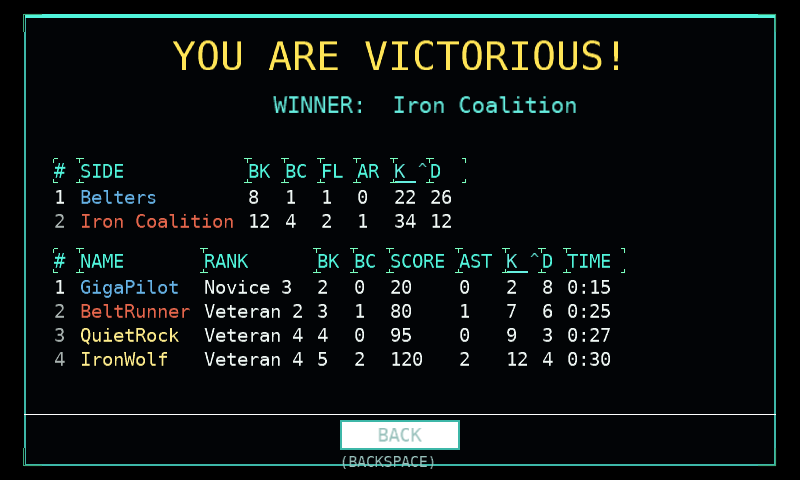 YOU ARE VICTORIOUS!
WINNER: Iron Coalition
# SIDE BK BC FL AR K ^ D
1 Belters 8 1 1 0 22 26
2 Iron Coalition 12 4 2 1 34 12
# NAME RANK BK BC SCORE AST K ^ D TIME
1 GigaPilot Novice 3 2 0 20 0 2 8 0:15
2 BeltRunner Veteran 2 3 1 80 1 7 6 0:25
3 QuietRock Veteran 4 4 0 95 0 9 3 0:27
4 IronWolf Veteran 4 5 2 120 2 12 4 0:30
BACK
(BACKSPACE)